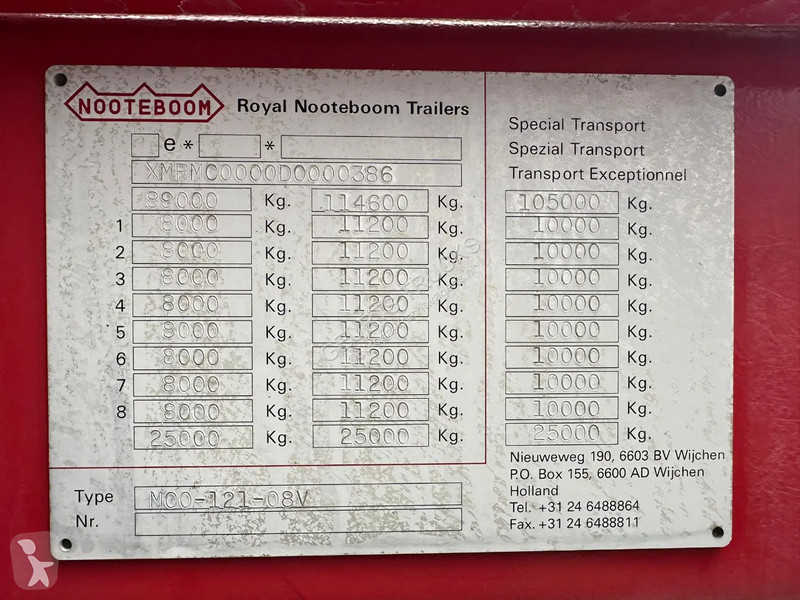 NOOTEBOOM Royal Nooteboom Trailers
Special Transport
Spezial Transport
Transport Exceptionnel
e* *
XMRMC0000D0000386
89000 Kg. 114600 Kg. 105000 Kg.
1 8000 Kg. 11200 Kg. 10000 Kg.
2 8000 Kg. 11200 Kg. 10000 Kg.
3 8000 Kg. 11200 Kg. 10000 Kg.
4 8000 Kg. 11200 Kg. 10000 Kg.
5 8000 Kg. 11200 Kg. 10000 Kg.
6 8000 Kg. 11200 Kg. 10000 Kg.
7 8000 Kg. 11200 Kg. 10000 Kg.
8 8000 Kg. 11200 Kg. 10000 Kg.
25000 Kg. 25000 Kg. 25000 Kg.
Nieuweweg 190, 6603 BV Wijchen
P.O. Box 155, 6600 AD Wijchen
Holland
Tel. +31 24 6488864
Fax. +31 24 6488811
Type MCO-121-08V
Nr.